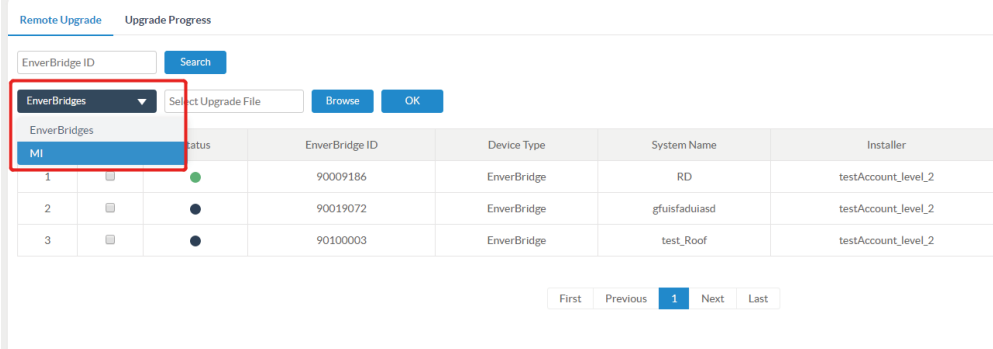 Remote Upgrade Upgrade Progress
EnverBridge ID Search
EnverBridges Select Upgrade File Browse OK
EnverBridges
MI
EnverBridge ID Device Type System Name Installer
1 90009186 EnverBridge RD testAccount_level_2
2 90019072 EnverBridge gfuisfaduiasd testAccount_level_2
3 90100003 EnverBridge test_Roof testAccount_level_2
First Previous 1 Next Last